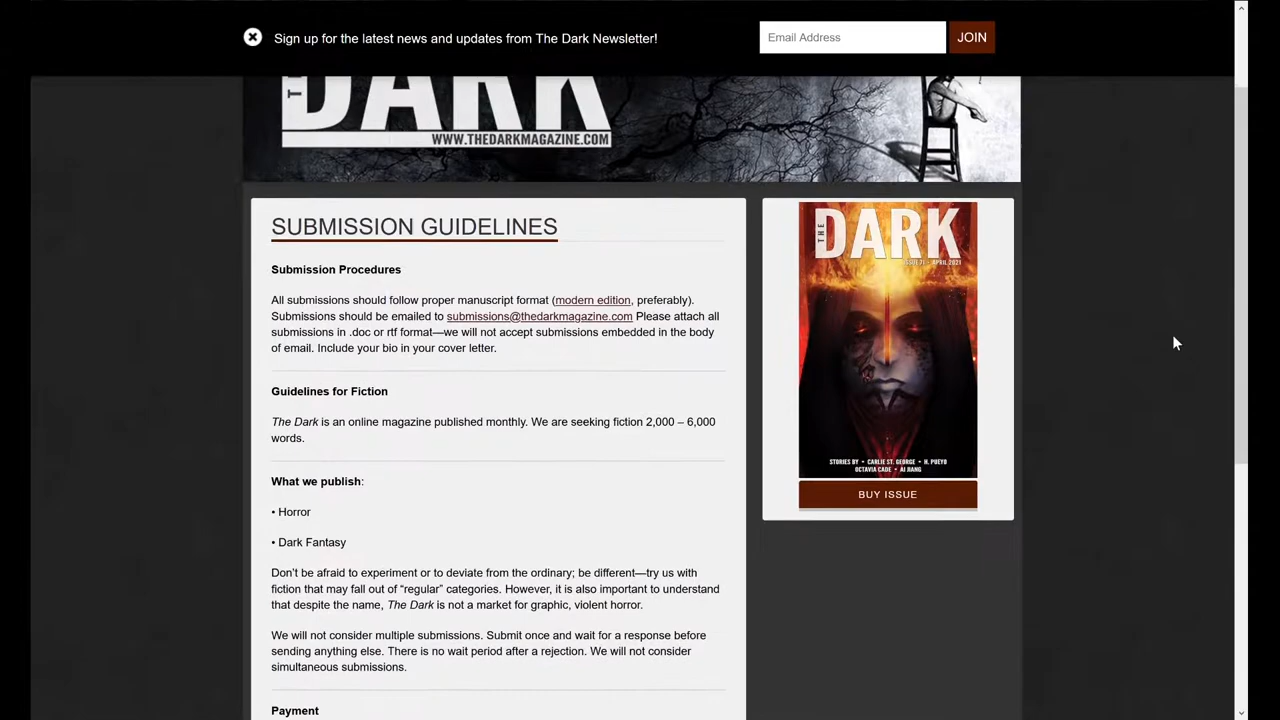 Sign up for the latest news and updates from The Dark Newsletter!
Email Address
JOIN
THE DARK
WWW.THEDARKMAGAZINE.COM
SUBMISSION GUIDELINES
Submission Procedures
All submissions should follow proper manuscript format (modern edition, preferably).
Submissions should be emailed to submissions@thedarkmagazine.com Please attach all
submissions in .doc or rtf format—we will not accept submissions embedded in the body
of email. Include your bio in your cover letter.
Guidelines for Fiction
The Dark is an online magazine published monthly. We are seeking fiction 2,000 – 6,000
words.
What we publish:
• Horror
• Dark Fantasy
Don’t be afraid to experiment or to deviate from the ordinary; be different—try us with
fiction that may fall out of “regular” categories. However, it is also important to understand
that despite the name, The Dark is not a market for graphic, violent horror.
We will not consider multiple submissions. Submit once and wait for a response before
sending anything else. There is no wait period after a rejection. We will not consider
simultaneous submissions.
Payment
THE DARK
ISSUE 71 • APRIL 2021
STORIES BY • CARLIE ST. GEORGE • H. PUEYO
OCTAVIA CADE • AI JIANG
BUY ISSUE